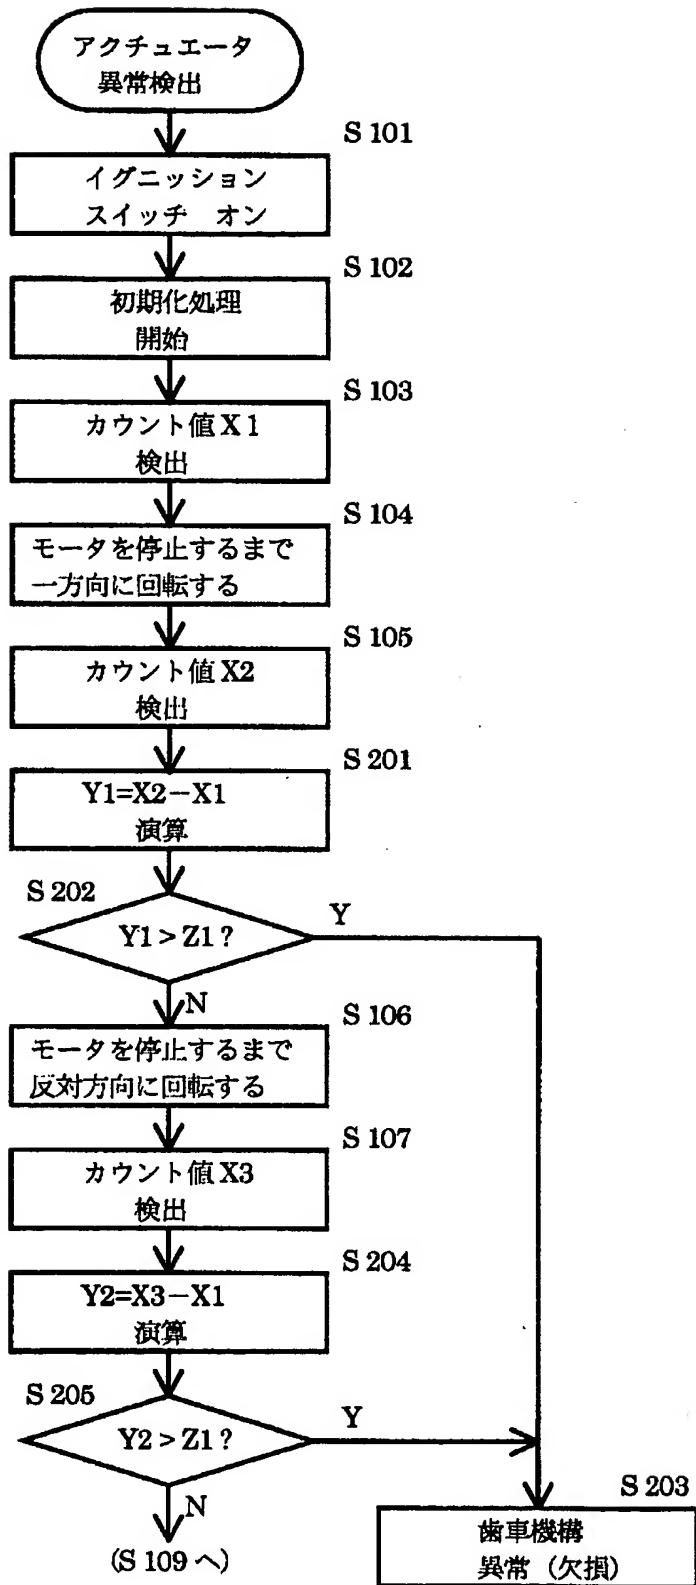 アクチュエータ
異常検出
S 101
イグニッション
スイッチ オン
S 102
初期化処理
開始
S 103
カウント値 X 1
検出
S 104
モータを停止するまで
一方向に回転する
S 105
カウント値 X2
検出
S 201
Y1=X2−X1
演算
S 202
Y1 > Z1 ?
Y
N
S 106
モータを停止するまで
反対方向に回転する
S 107
カウント値 X3
検出
S 204
Y2=X3−X1
演算
S 205
Y2 > Z1 ?
Y
N
(S 109 へ)
S 203
歯車機構
異常（欠損）